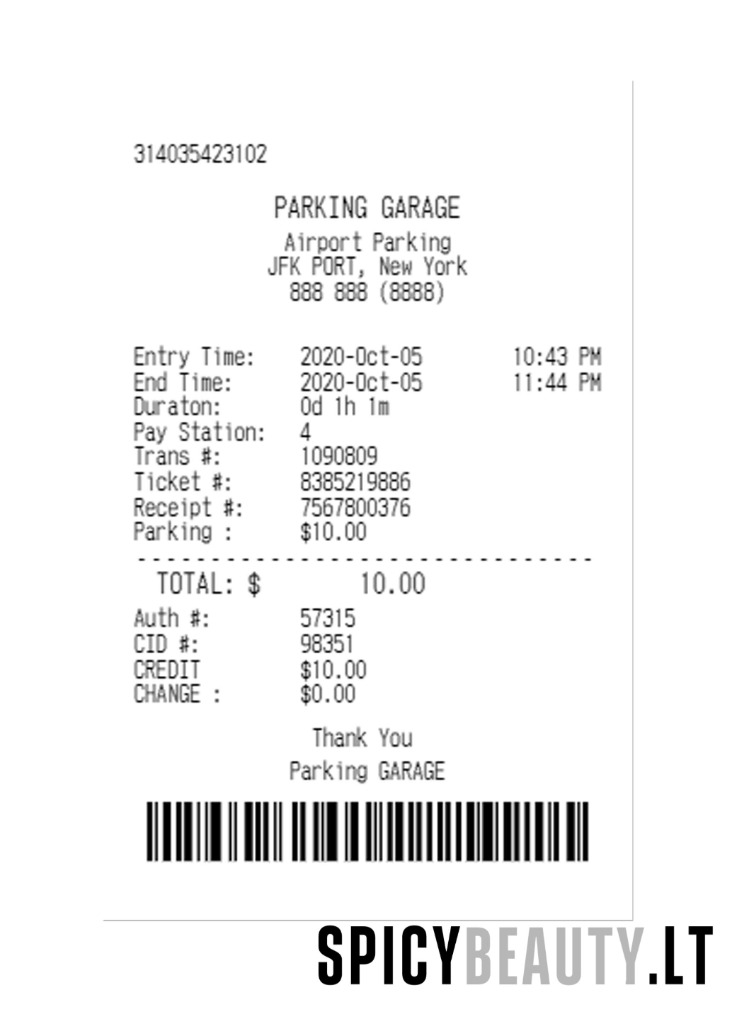 314035423102
PARKING GARAGE
Airport Parking
JFK PORT, New York
888 888 (8888)
Entry Time: 2020-Oct-05 10:43 PM
End Time: 2020-Oct-05 11:44 PM
Duraton: 0d 1h 1m
Pay Station: 4
Trans #: 1090809
Ticket #: 8385219886
Receipt #: 7567800376
Parking : $10.00
--------------------------------
TOTAL: $ 10.00
Auth #: 57315
CID #: 98351
CREDIT $10.00
CHANGE : $0.00
Thank You
Parking GARAGE
SPICYBEAUTY.LT